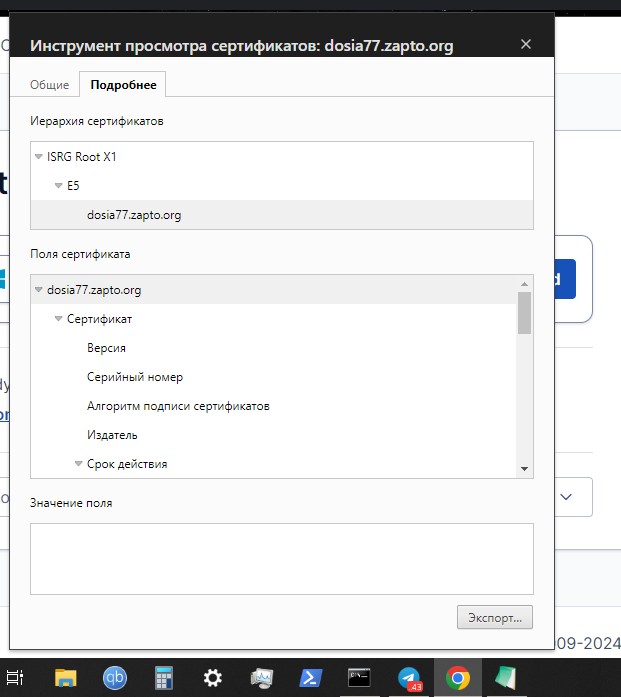 Инструмент просмотра сертификатов: dosia77.zapto.org
Общие
Подробнее
Иерархия сертификатов
ISRG Root X1
E5
dosia77.zapto.org
Поля сертификата
dosia77.zapto.org
Сертификат
Версия
Серийный номер
Алгоритм подписи сертификатов
Издатель
Срок действия
Значение поля
Экспорт...
009-2024
qb
.43